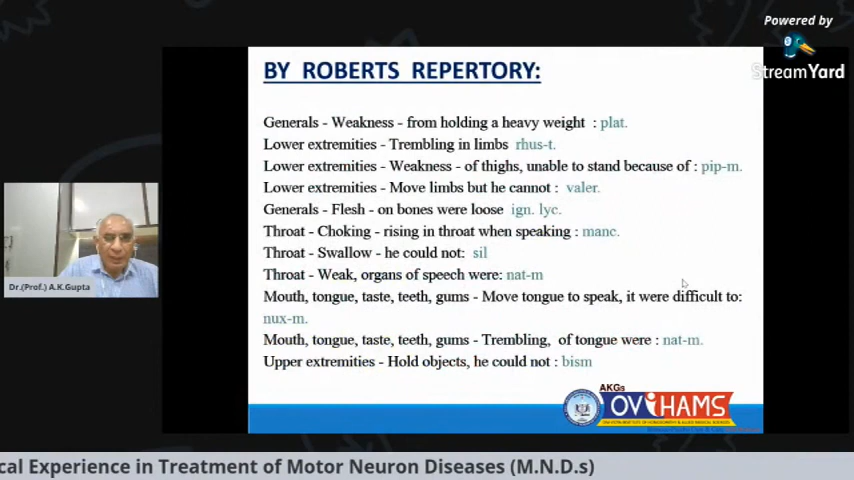 Powered by
StreamYard
BY ROBERTS REPERTORY:
Generals - Weakness - from holding a heavy weight : plat.
Lower extremities - Trembling in limbs rhus-t.
Lower extremities - Weakness - of thighs, unable to stand because of : pip-m.
Lower extremities - Move limbs but he cannot : valer.
Generals - Flesh - on bones were loose ign. lyc.
Throat - Choking - rising in throat when speaking : manc.
Throat - Swallow - he could not: sil
Throat - Weak, organs of speech were: nat-m
Mouth, tongue, taste, teeth, gums - Move tongue to speak, it were difficult to:
nux-m.
Mouth, tongue, taste, teeth, gums - Trembling, of tongue were : nat-m.
Upper extremities - Hold objects, he could not : bism
Dr.(Prof.) A.K.Gupta
AKGs
OVIHAMS
cal Experience in Treatment of Motor Neuron Diseases (M.N.D.s)